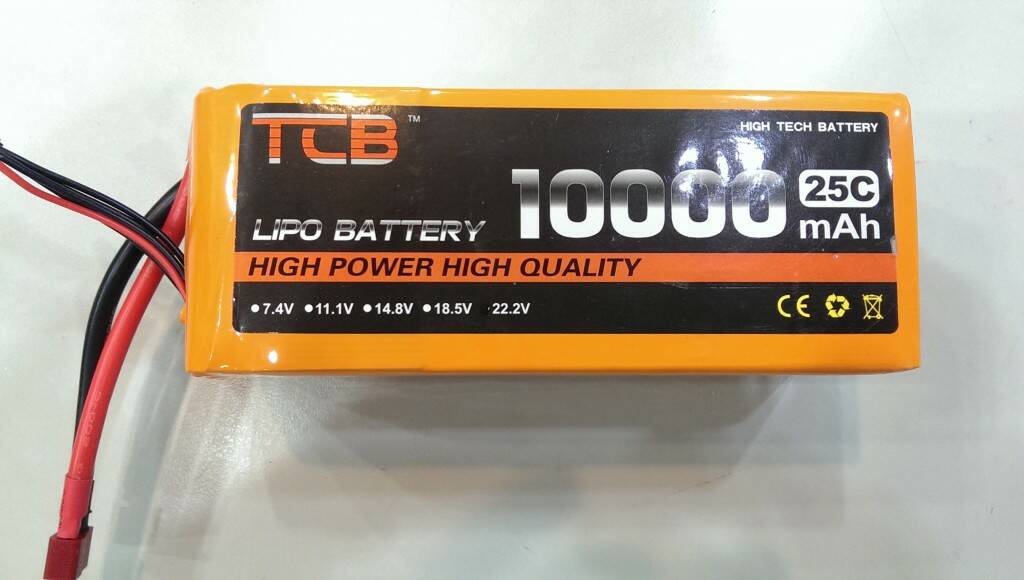 TCB™
HIGH TECH BATTERY
10000 25C mAh
LIPO BATTERY
HIGH POWER HIGH QUALITY
●7.4V ●11.1V ●14.8V ●18.5V 22.2V
CE